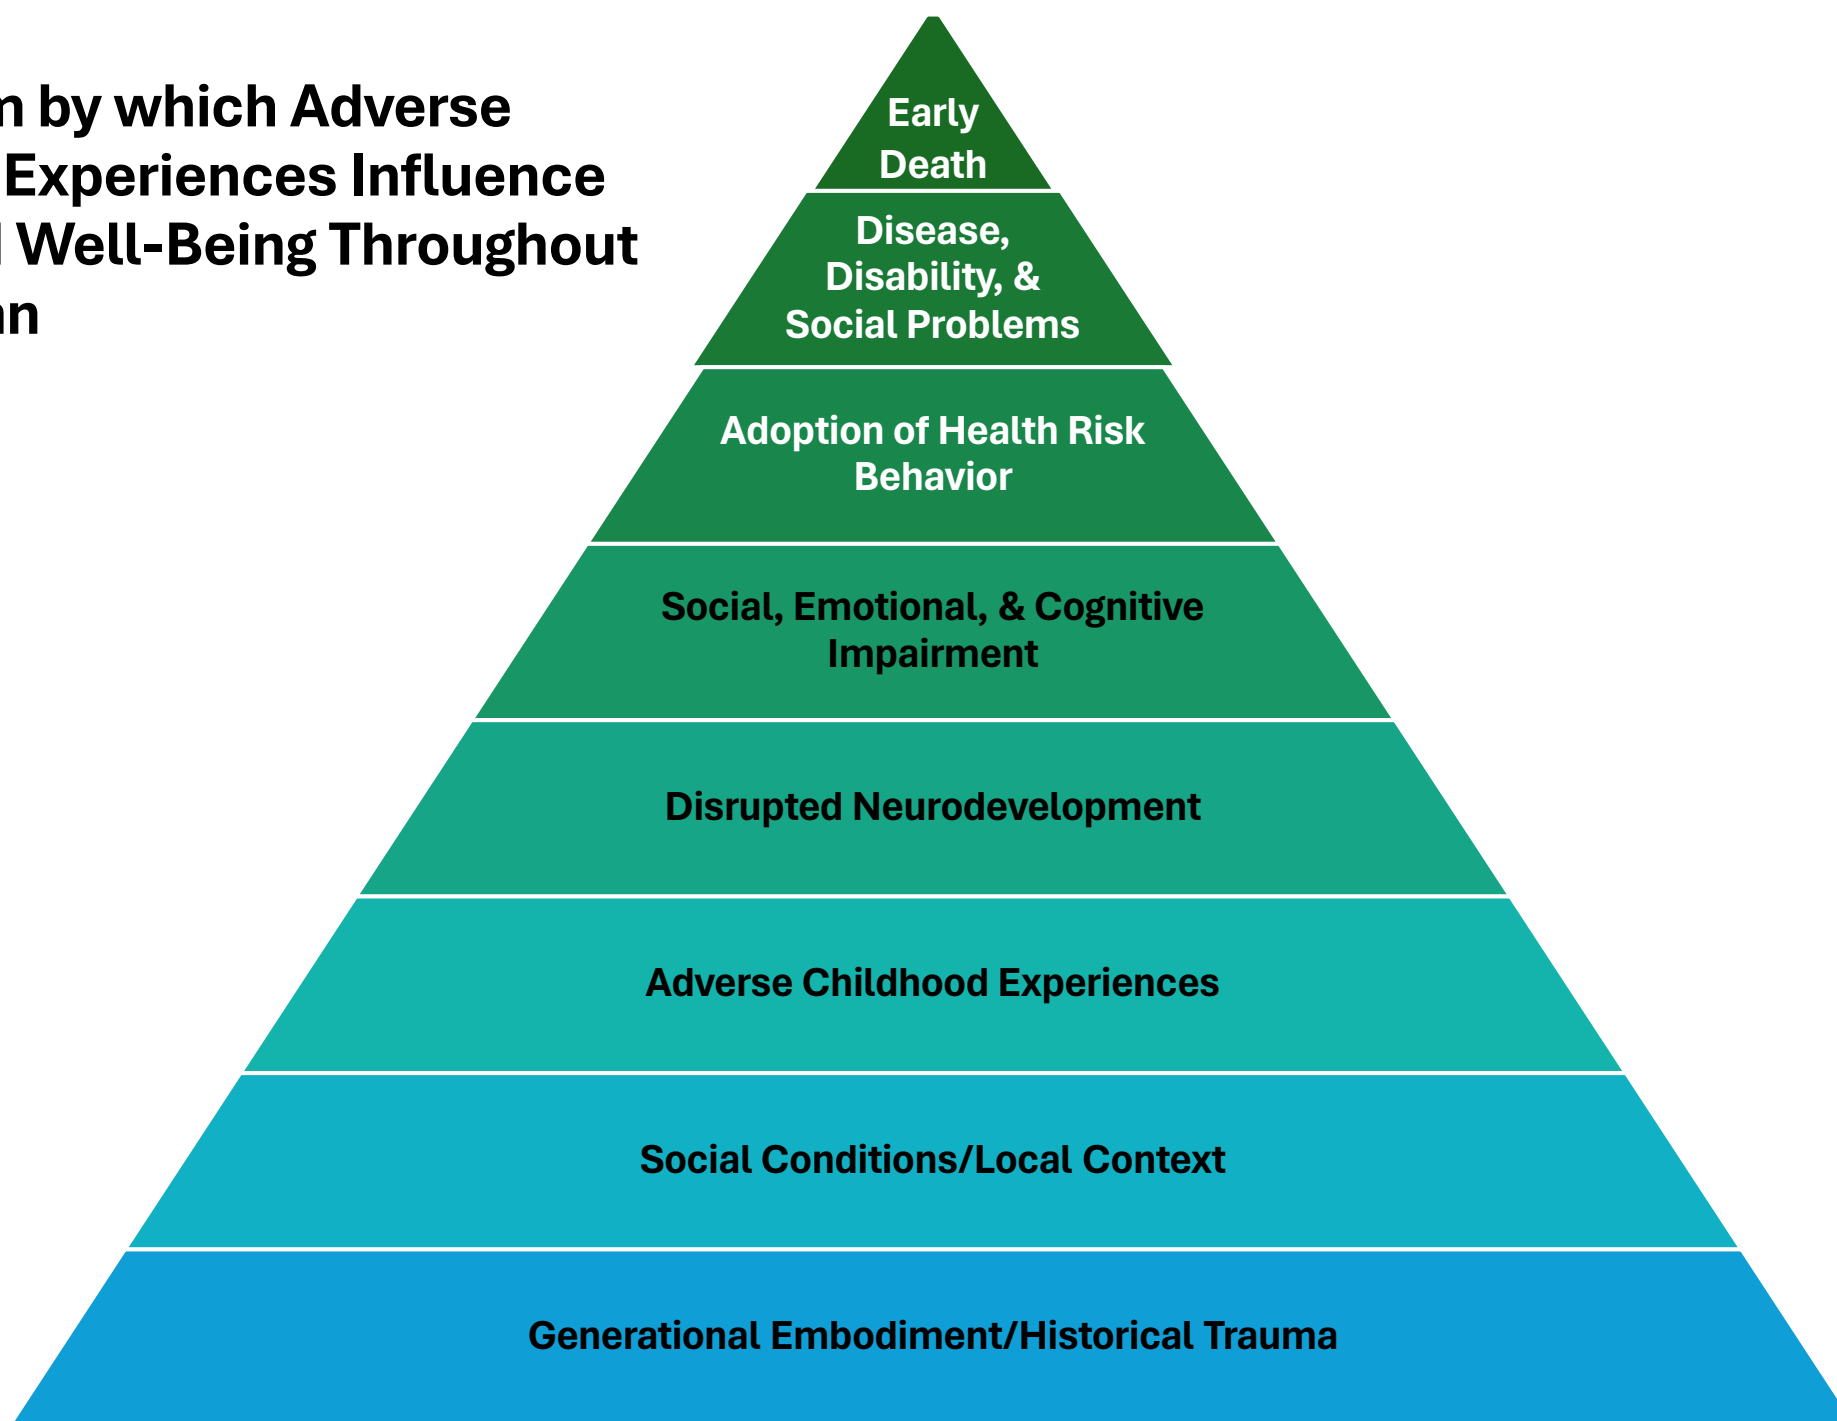 by which Adverse
Experiences Influence
Well-Being Throughout
Early
Death
Disease,
Disability, &
Social Problems
Adoption of Health Risk
Behavior
Social, Emotional, & Cognitive
Impairment
Disrupted Neurodevelopment
Adverse Childhood Experiences
Social Conditions/Local Context
Generational Embodiment/Historical Trauma